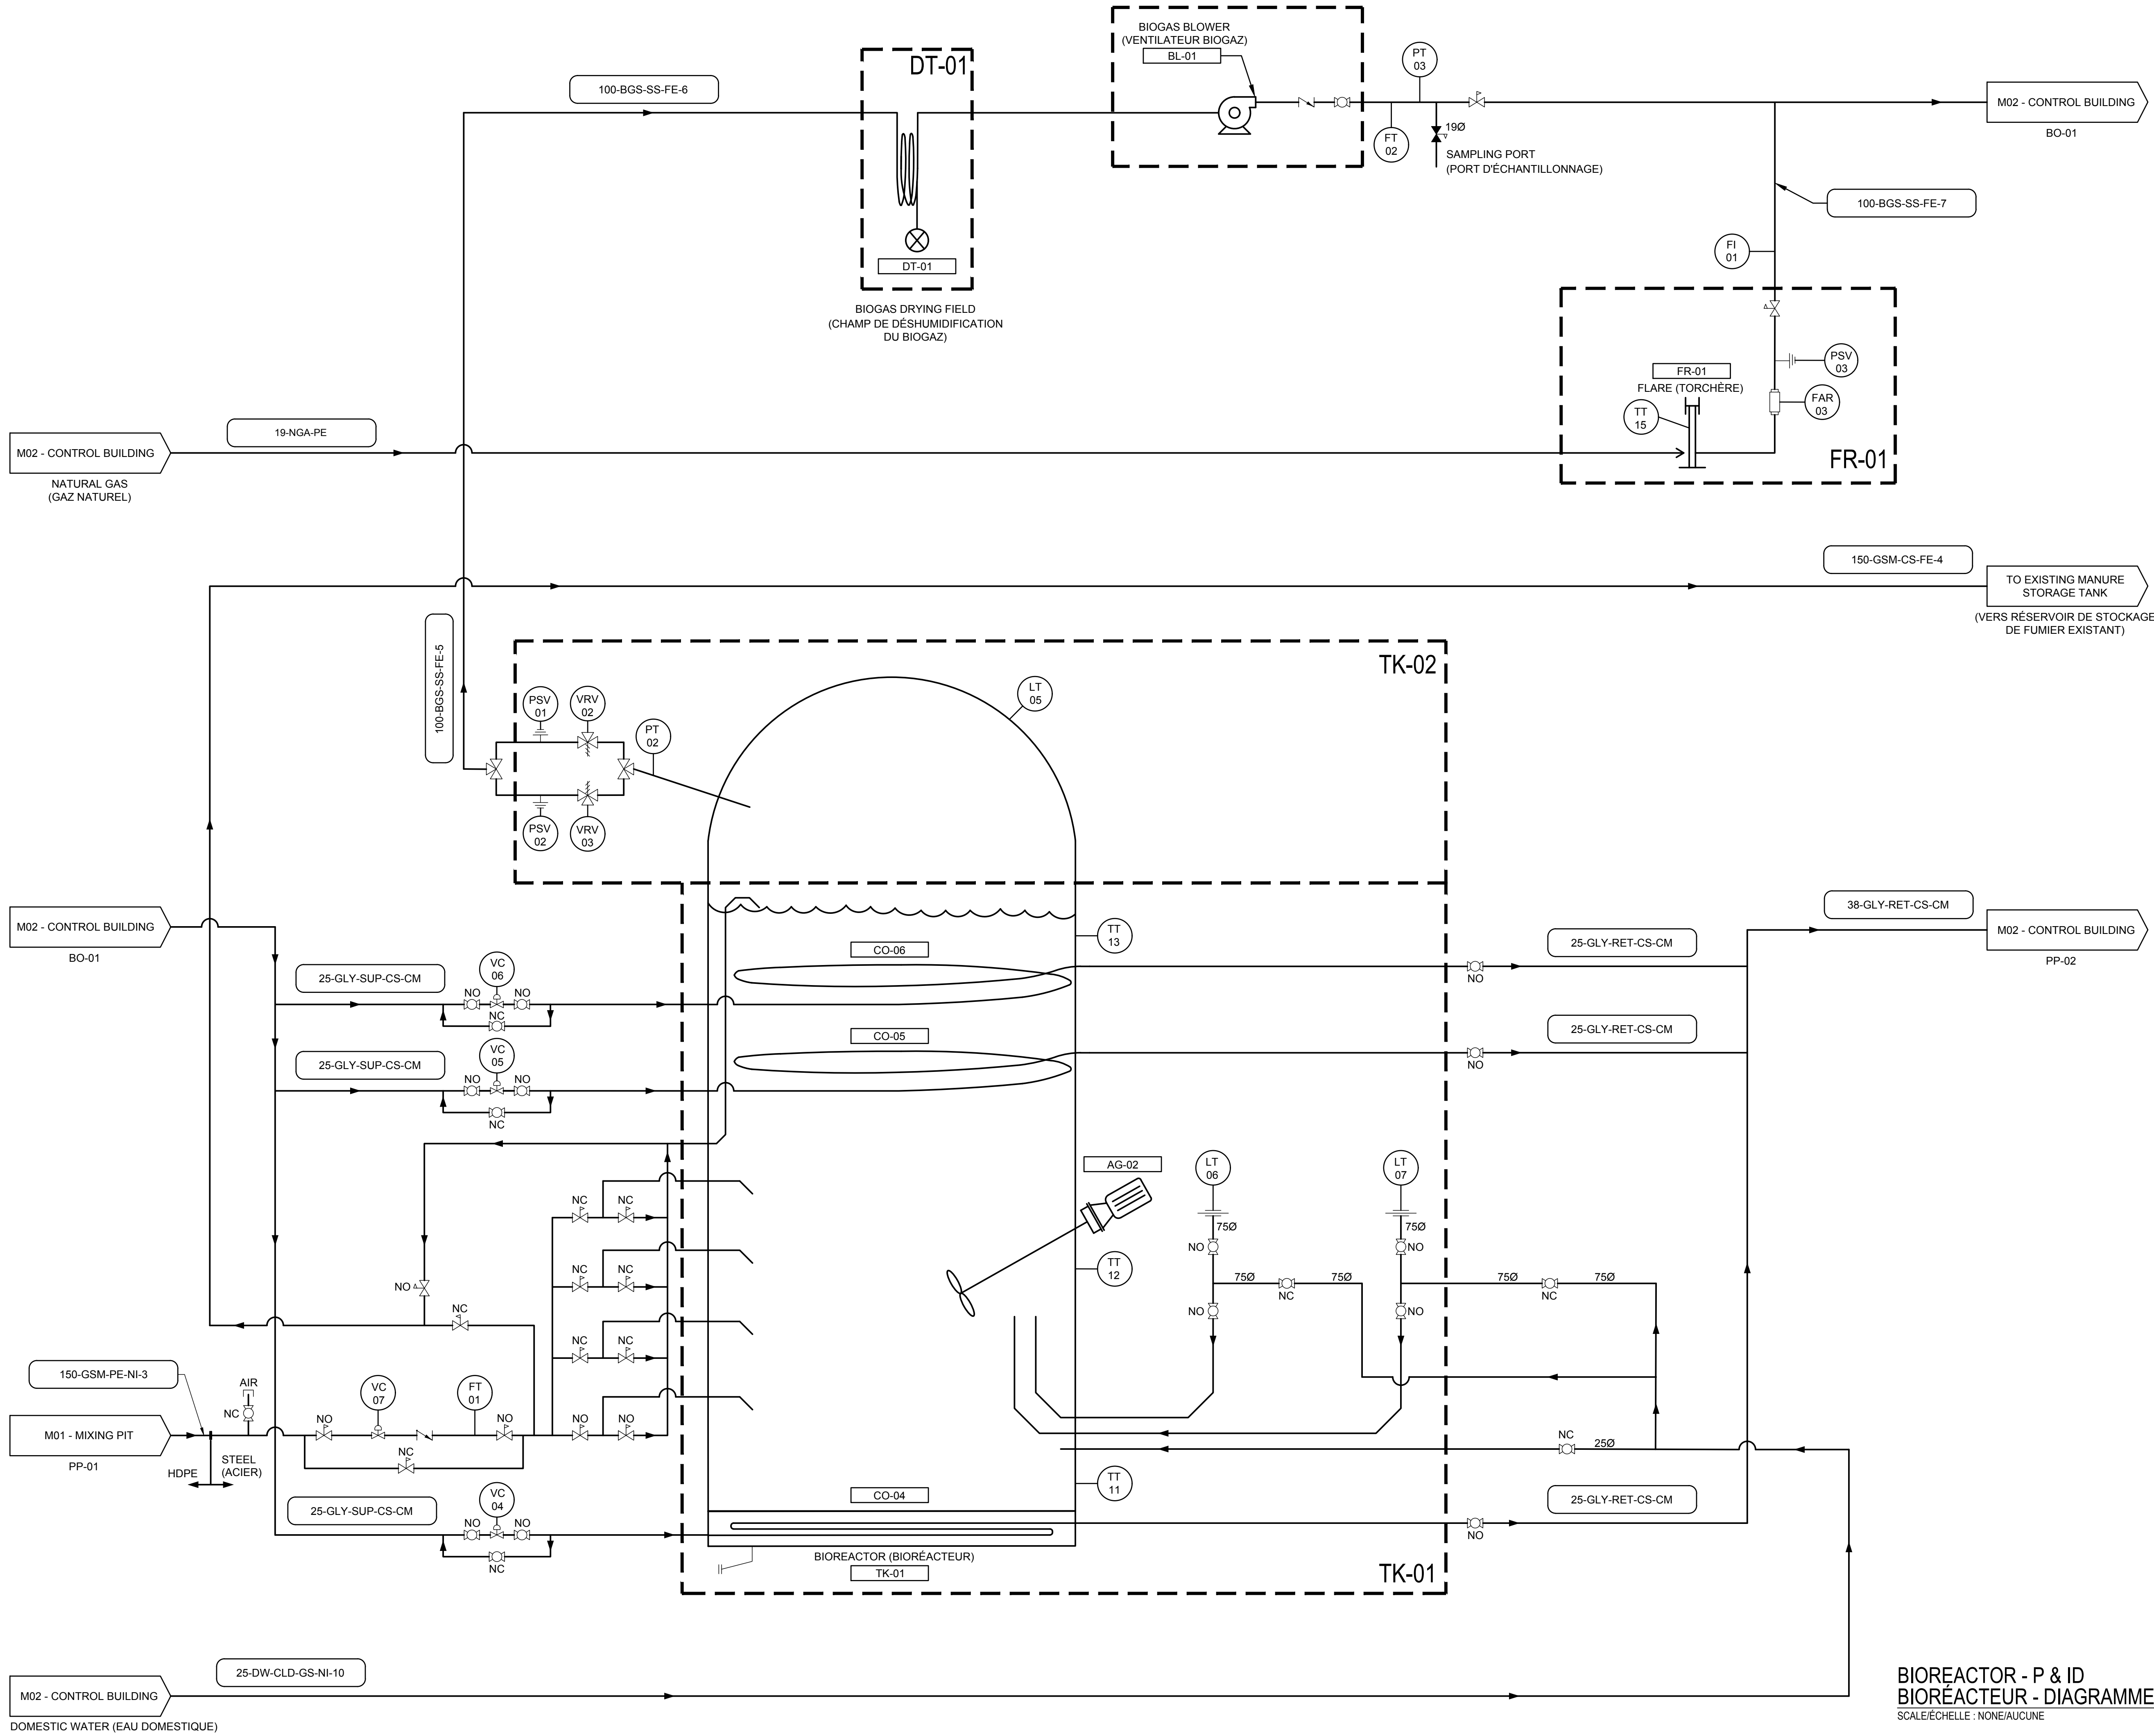 BIOGAS BLOWER
(VENTILATEUR BIOGAZ)
BL-01
DT-01
PT
03
100-BGS-SS-FE-6
M02 - CONTROL BUILDING
BO-01
19Ø
FT
02
SAMPLING PORT
(PORT D'ÉCHANTILLONNAGE)
100-BGS-SS-FE-7
FI
01
DT-01
BIOGAS DRYING FIELD
(CHAMP DE DÉSHUMIDIFICATION
DU BIOGAZ)
PSV
03
FR-01
FLARE (TORCHÈRE)
FAR
03
TT
15
FR-01
19-NGA-PE
M02 - CONTROL BUILDING
NATURAL GAS
(GAZ NATUREL)
150-GSM-CS-FE-4
TO EXISTING MANURE
STORAGE TANK
(VERS RÉSERVOIR DE STOCKAGE
DE FUMIER EXISTANT)
100-BGS-SS-FE-5
TK-02
PSV
01
VRV
02
PT
02
LT
05
PSV
02
VRV
03
M02 - CONTROL BUILDING
BO-01
38-GLY-RET-CS-CM
M02 - CONTROL BUILDING
PP-02
TT
13
CO-06
25-GLY-RET-CS-CM
NO
25-GLY-SUP-CS-CM
VC
06
NO
NO
NC
CO-05
25-GLY-RET-CS-CM
NO
25-GLY-SUP-CS-CM
VC
05
NO
NO
NC
AG-02
LT
06
LT
07
75Ø
75Ø
NO
NO
TT
12
75Ø
75Ø
NC
75Ø
75Ø
NC
NO
NO
NC
NC
NC
NC
NC
NC
NO
NC
150-GSM-PE-NI-3
AIR
NC
VC
07
FT
01
NO
NO
NO
NO
M01 - MIXING PIT
PP-01
HDPE
STEEL
(ACIER)
NC
NC
25Ø
TT
11
CO-04
25-GLY-SUP-CS-CM
VC
04
NO
NO
NC
25-GLY-RET-CS-CM
NO
BIOREACTOR (BIORÉACTEUR)
TK-01
TK-01
25-DW-CLD-GS-NI-10
M02 - CONTROL BUILDING
DOMESTIC WATER (EAU DOMESTIQUE)
BIOREACTOR - P & ID
BIORÉACTEUR - DIAGRAMME
SCALE/ÉCHELLE : NONE/AUCUNE